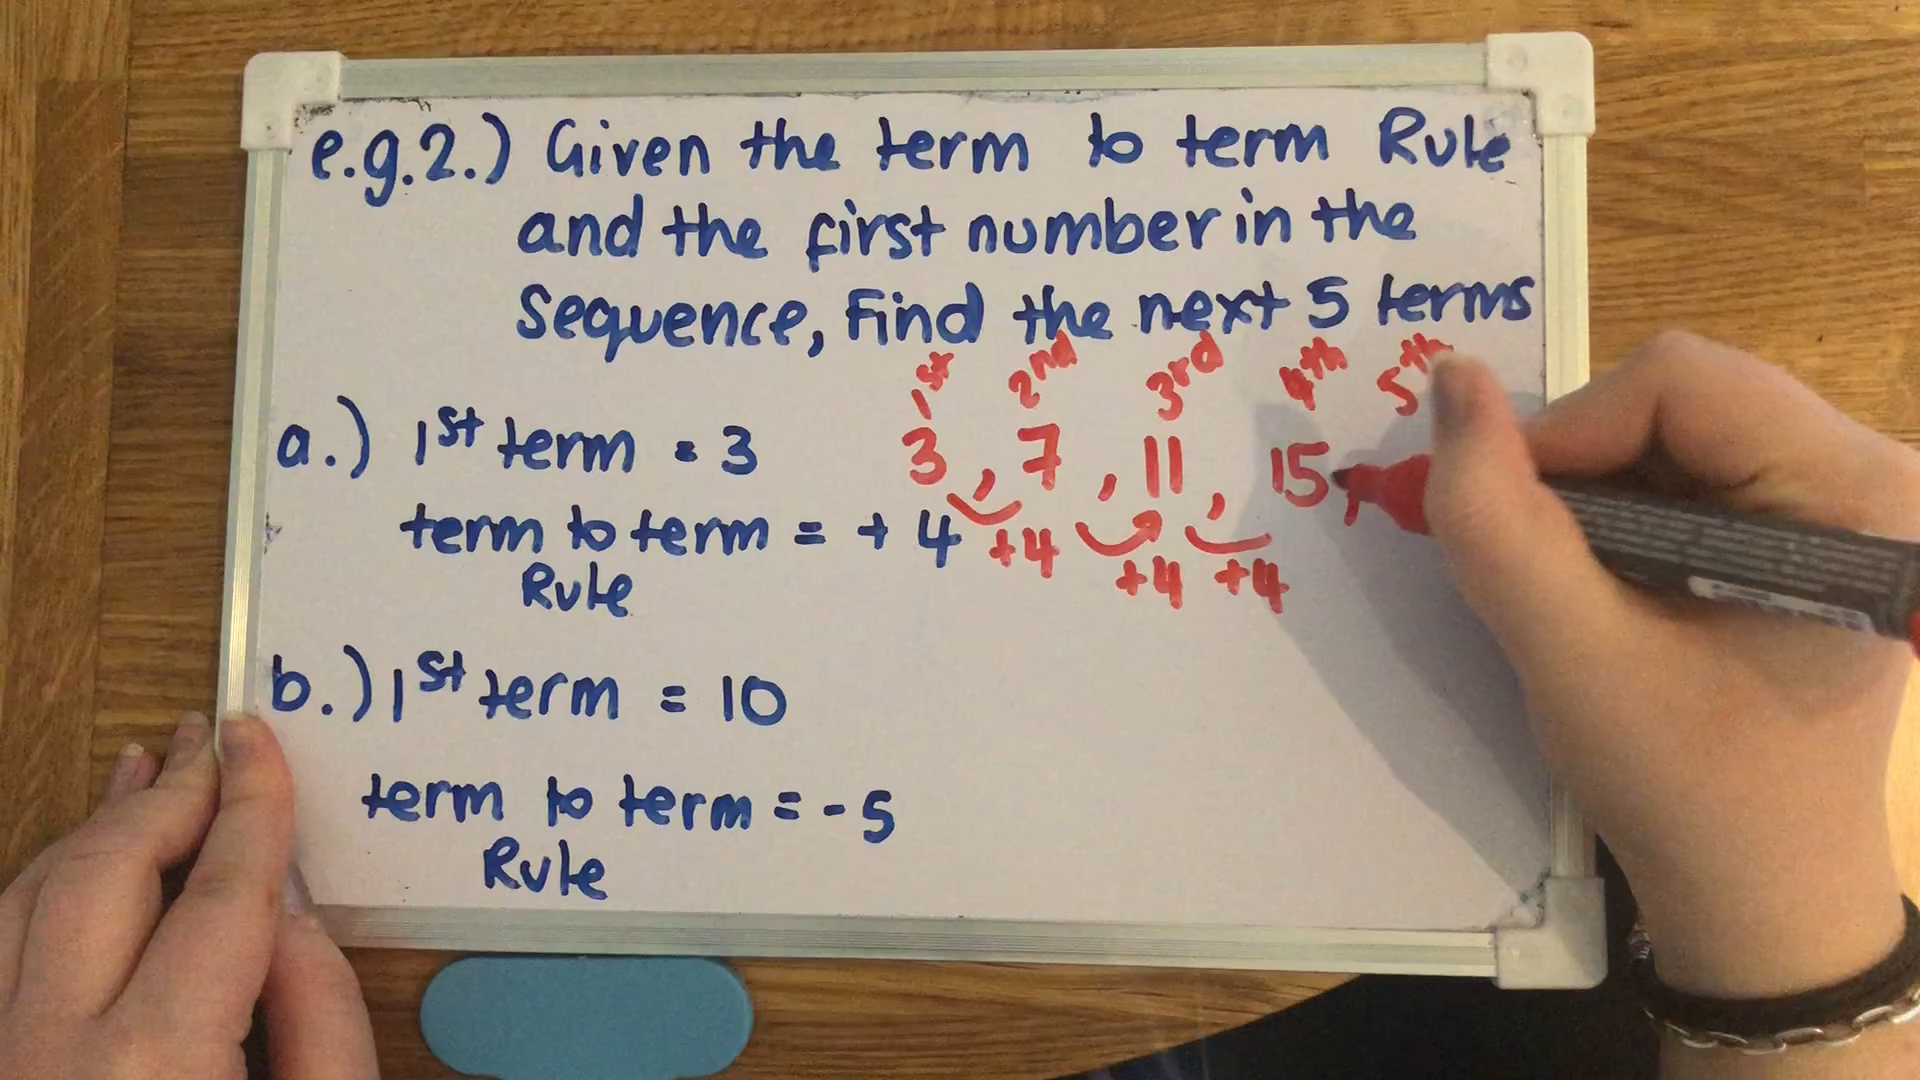 e.g.2.) Given the term to term Rule
and the first number in the
Sequence, Find the next 5 terms
1st 2nd 3rd 4th 5th
a.) 1st term = 3
3, 7, 11, 15,
term to term = + 4
Rule
+4 +4 +4
b.) 1st term = 10
term to term = - 5
Rule